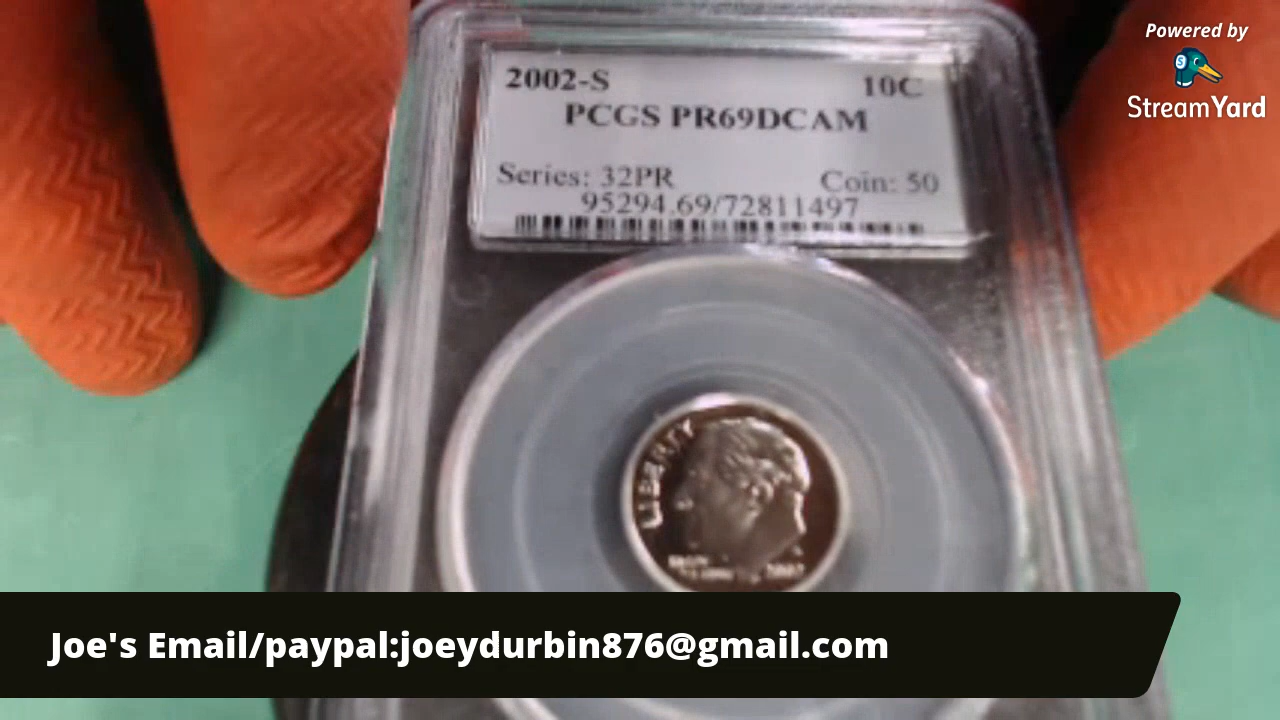 Powered by
StreamYard
2002-S 10C
PCGS PR69DCAM
Series: 32PR Coin: 50
95294.69/72811497
LIBERTY
2002
Joe's Email/paypal:joeydurbin876@gmail.com